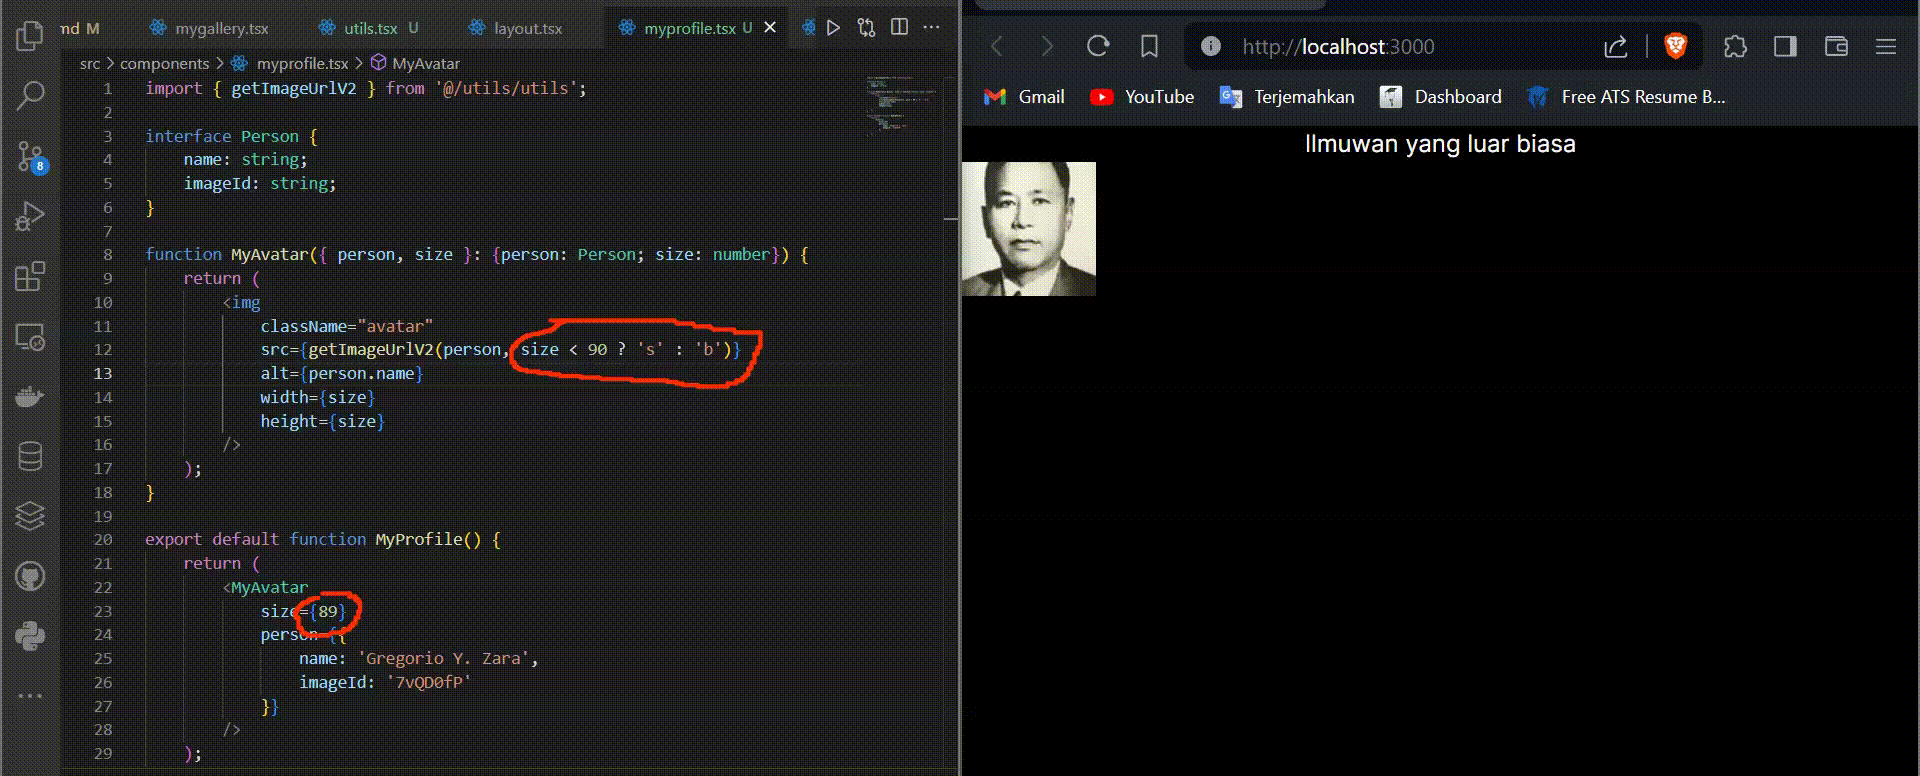 md M mygallery.tsx utils.tsx U layout.tsx myprofile.tsx U
src > components > myprofile.tsx > MyAvatar
1 import { getImageUrlV2 } from '@/utils/utils';
2
3 interface Person {
4 name: string;
5 imageId: string;
6 }
7
8 function MyAvatar({ person, size }: {person: Person; size: number}) {
9 return (
10 <img
11 className="avatar"
12 src={getImageUrlV2(person, size < 90 ? 's' : 'b')}
13 alt={person.name}
14 width={size}
15 height={size}
16 />
17 );
18 }
19
20 export default function MyProfile() {
21 return (
22 <MyAvatar
23 size={89}
24 person={{
25 name: 'Gregorio Y. Zara',
26 imageId: '7vQD0fP'
27 }}
28 />
29 );
8
http://localhost:3000
Gmail YouTube Terjemahkan Dashboard Free ATS Resume B...
Ilmuwan yang luar biasa